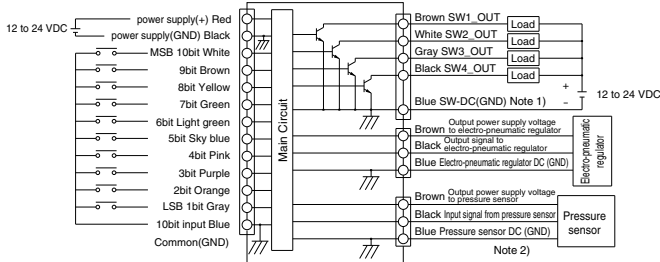 power supply(+) Red
12 to 24 VDC
power supply(GND) Black
MSB 10bit White
9bit Brown
8bit Yellow
7bit Green
6bit Light green
5bit Sky blue
4bit Pink
3bit Purple
2bit Orange
LSB 1bit Gray
10bit input Blue
Common(GND)
Main Circuit
Brown SW1_OUT
Load
White SW2_OUT
Load
Gray SW3_OUT
Load
Black SW4_OUT
Load
+
Blue SW-DC(GND) Note 1)
–
12 to 24 VDC
Brown Output power supply voltage
to electro-pneumatic regulator
Black Output signal to
electro-pneumatic regulator
Blue Electro-pneumatic regulator DC (GND)
Electro-pneumatic
regulator
Brown Output power supply voltage
to pressure sensor
Black Input signal from pressure sensor
Blue Pressure sensor DC (GND)
Pressure
sensor
Note 2)